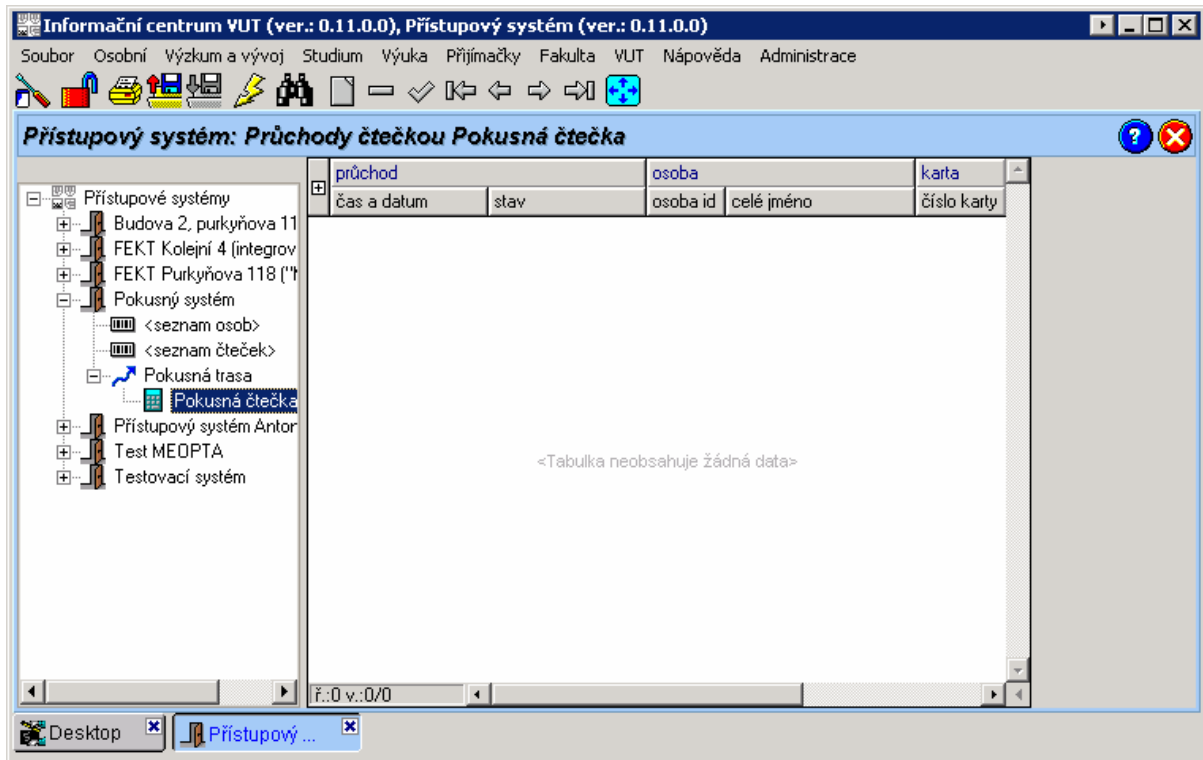 Informační centrum VUT (ver.: 0.11.0.0), Přístupový systém (ver.: 0.11.0.0)
Soubor Osobní Výzkum a vývoj Studium Výuka Přijímačky Fakulta VUT Nápověda Administrace
Přístupový systém: Průchody čtečkou Pokusná čtečka
průchod osoba karta
čas a datum stav osoba id celé jméno číslo karty
Přístupové systémy
Budova 2, purkyňova 11
FEKT Kolejní 4 (integrov
FEKT Purkyňova 118 ("
Pokusný systém
<seznam osob>
<seznam čteček>
Pokusná trasa
Pokusná čtečka
Přístupový systém Anto
Test MEOPTA
Testovací systém
<Tabulka neobsahuje žádná data>
ř.:0 v.:0/0
Desktop Přístupový ...